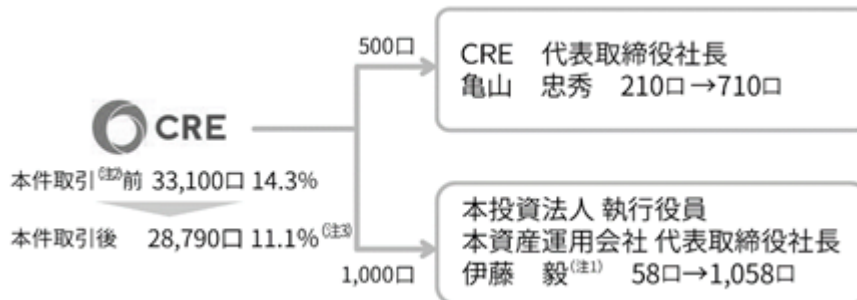 CRE
本件取引(注2)前 33,100口 14.3%
本件取引後 28,790口 11.1%(注3)
500口
CRE 代表取締役社長
亀山 忠秀 210口→710口
1,000口
本投資法人 執行役員
本資産運用会社 代表取締役社長
伊藤 毅(注1) 58口→1,058口